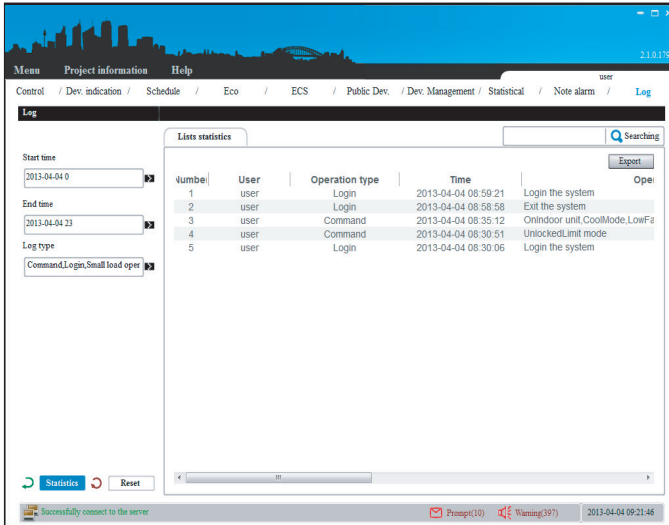 2.1.0.179
Menu Project information Help
user
Control / Dev. indication / Schedule / Eco / ECS / Public Dev. / Dev. Management / Statistical / Note alarm / Log
Log
Lists statistics
Searching
Export
Start time
2013-04-04 0
End time
2013-04-04 23
Log type
Command,Login,Small load oper
Number User Operation type Time Oper
1 user Login 2013-04-04 08:59:21 Login the system
2 user Login 2013-04-04 08:58:58 Exit the system
3 user Command 2013-04-04 08:35:12 OnIndoor unit,CoolMode,LowFa
4 user Command 2013-04-04 08:30:51 UnlockedLimit mode
5 user Login 2013-04-04 08:30:06 Login the system
Statistics Reset
Successfully connect to the server
Prompt(10) Warning(397) 2013-04-04 09:21:46